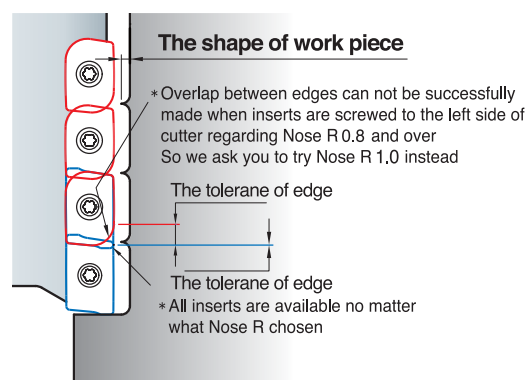 The shape of work piece
*Overlap between edges can not be successfully
made when inserts are screwed to the left side of
cutter regarding Nose R 0.8 and over
So we ask you to try Nose R 1.0 instead
The tolerane of edge
The tolerane of edge
*All inserts are available no matter
what Nose R chosen